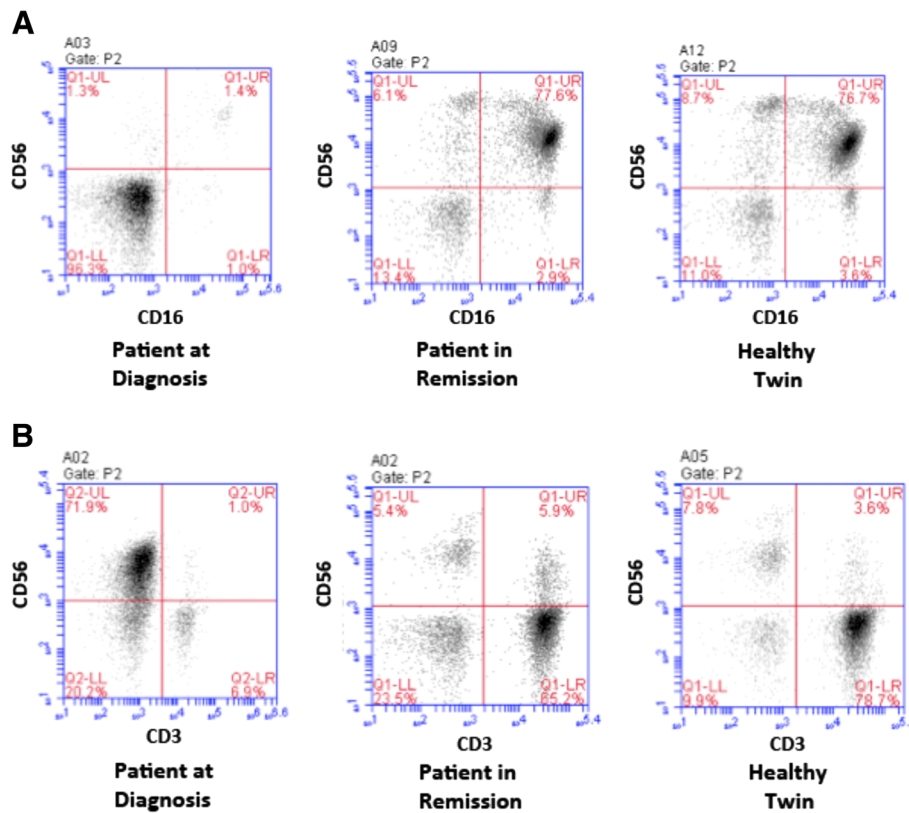 A
A03
Gate: P2
Q1-UL
1.3%
Q1-UR
1.4%
Q1-LL
96.3%
Q1-LR
1.0%
CD56
CD16
Patient at
Diagnosis
A09
Gate: P2
Q1-UL
6.1%
Q1-UR
77.6%
Q1-LL
13.4%
Q1-LR
2.9%
CD56
CD16
Patient in
Remission
A12
Gate: P2
Q1-UL
8.7%
Q1-UR
76.7%
Q1-LL
11.0%
Q1-LR
3.6%
CD56
CD16
Healthy
Twin
B
A02
Gate: P2
Q2-UL
71.9%
Q2-UR
1.0%
Q2-LL
20.2%
Q2-LR
6.9%
CD56
CD3
Patient at
Diagnosis
A02
Gate: P2
Q1-UL
5.4%
Q1-UR
5.9%
Q1-LL
23.5%
Q1-LR
65.2%
CD56
CD3
Patient in
Remission
A05
Gate: P2
Q1-UL
7.8%
Q1-UR
3.6%
Q1-LL
9.9%
Q1-LR
78.7%
CD56
CD3
Healthy
Twin